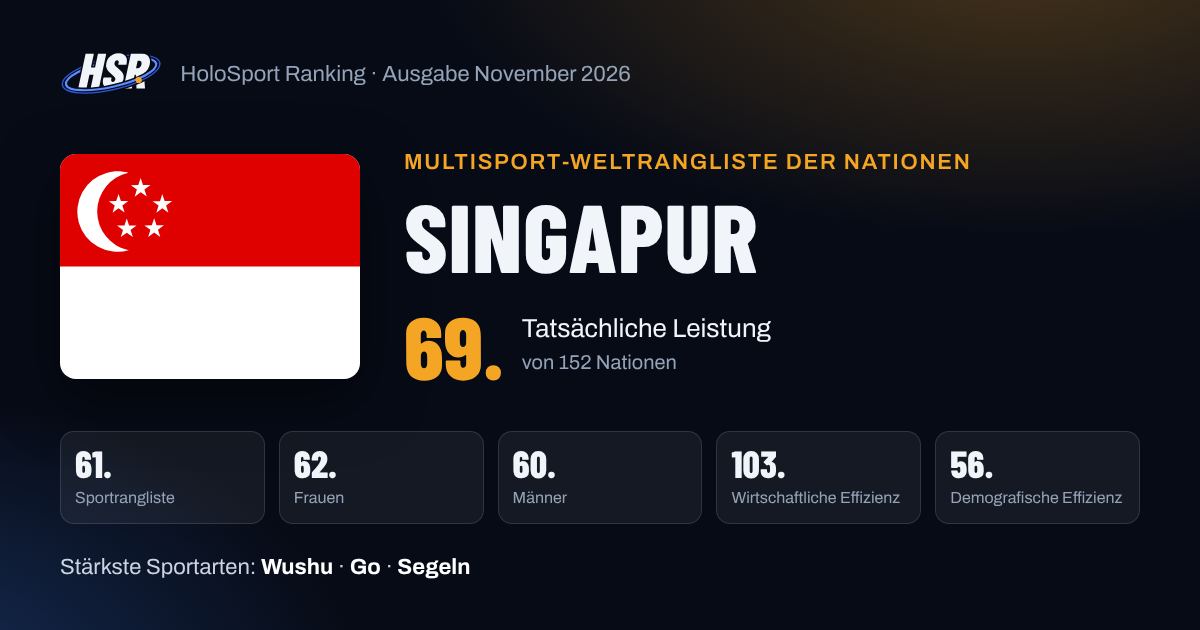 HSR
HoloSport Ranking · Ausgabe November 2026
MULTISPORT-WELTRANGLISTE DER NATIONEN
SINGAPUR
69.
Tatsächliche Leistung
von 152 Nationen
61.
Sportrangliste
62.
Frauen
60.
Männer
103.
Wirtschaftliche Effizienz
56.
Demografische Effizienz
Stärkste Sportarten: Wushu · Go · Segeln